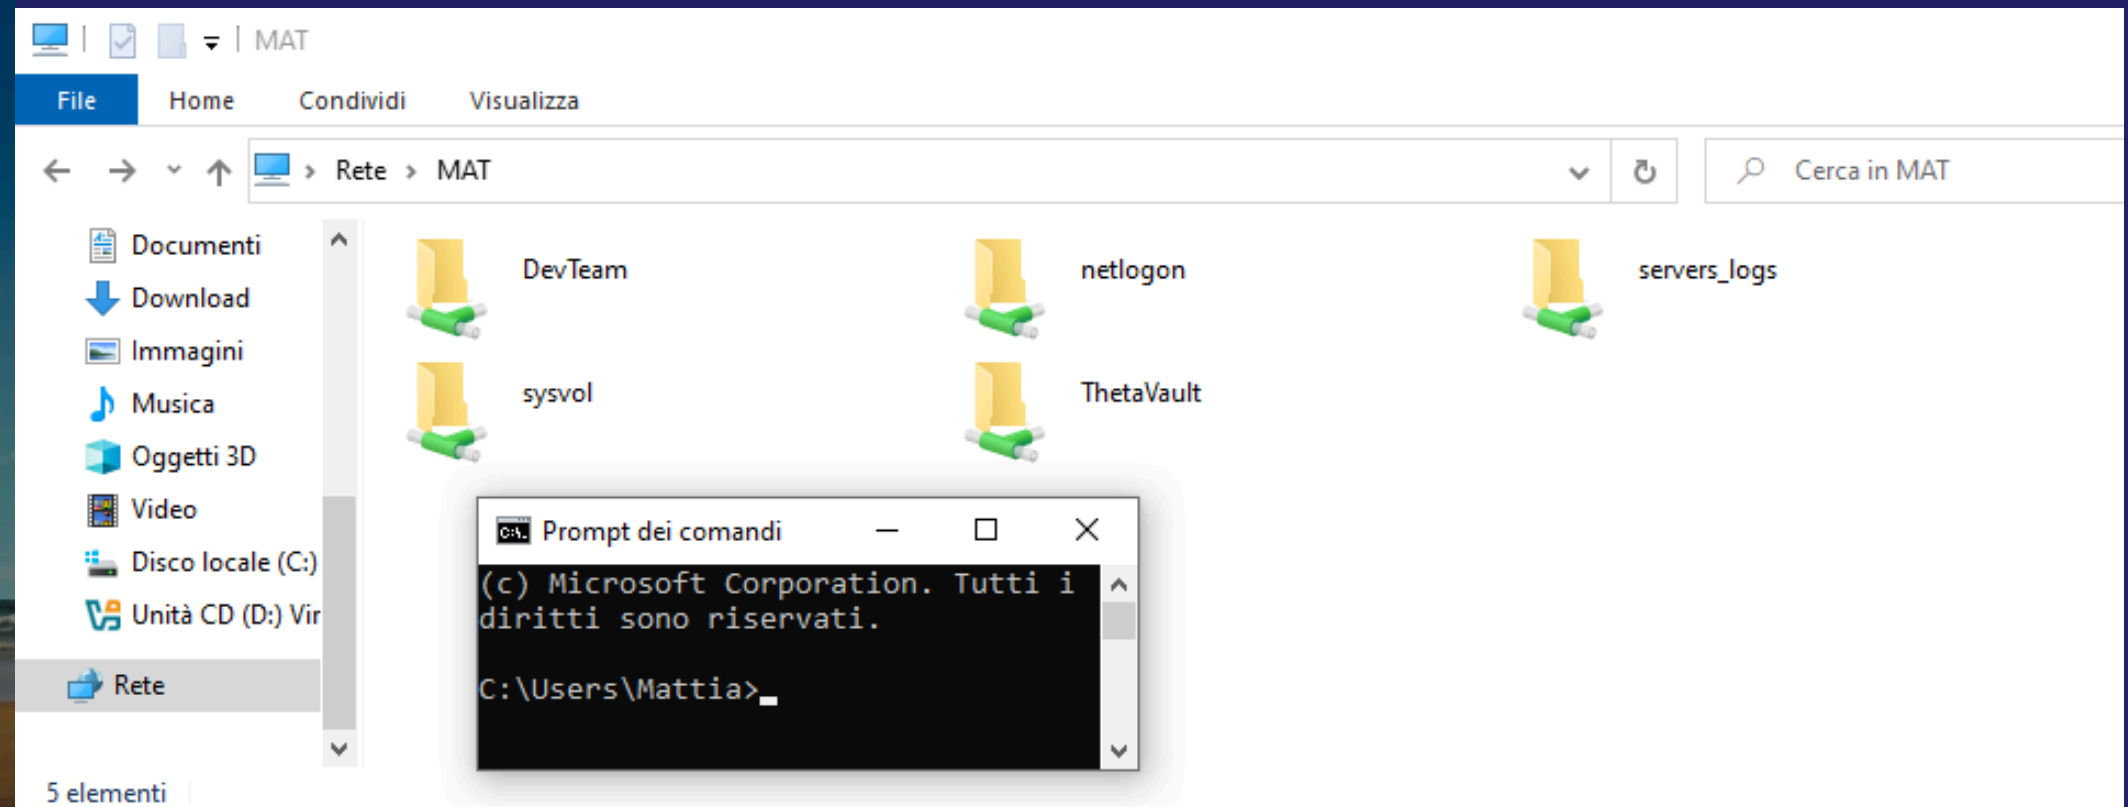 MAT
File Home Condividi Visualizza
Rete MAT
Cerca in MAT
Documenti
Download
Immagini
Musica
Oggetti 3D
Video
Disco locale (C:)
Unità CD (D:) Vir
Rete
DevTeam
netlogon
servers_logs
sysvol
ThetaVault
C:\. Prompt dei comandi
(c) Microsoft Corporation. Tutti i
diritti sono riservati.
C:\Users\Mattia>
5 elementi